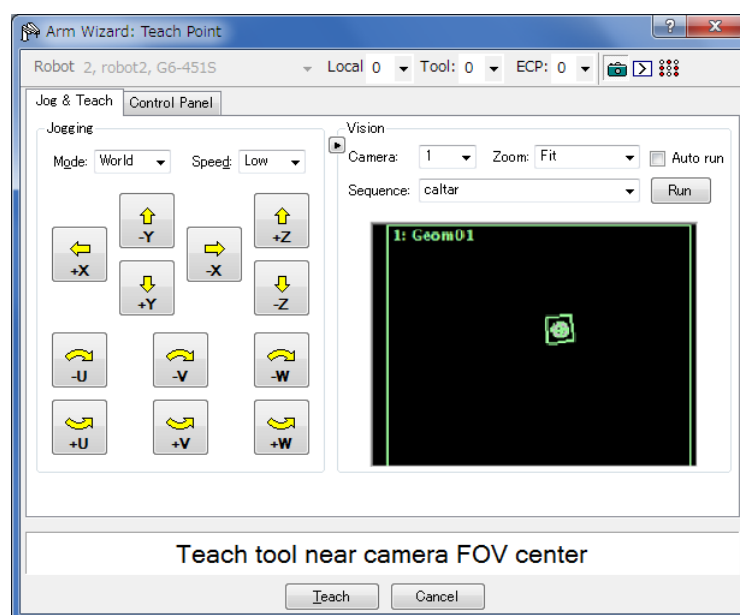 Arm Wizard: Teach Point
Robot 2, robot2, G6-451S Local 0 Tool: 0 ECP: 0
Jog & Teach Control Panel
Jogging
Mode: World Speed: Low
-Y
+Z
+X
-X
+Y
-Z
-U
-V
-W
+U
+V
+W
Vision
Camera: 1 Zoom: Fit Auto run
Sequence: caltar Run
1: Geom01
Teach tool near camera FOV center
Teach Cancel